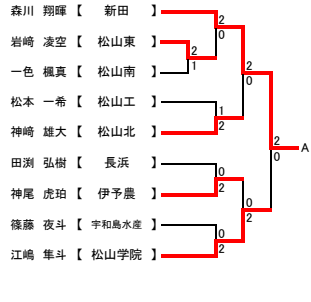 森川 翔暉 【 新田 】
2
0
岩﨑 凌空 【 松山東 】
2
1
一色 楓真 【 松山南 】
2
0
松本 一希 【 松山工 】
1
2
神﨑 雄大 【 松山北 】
2
0
A
田渕 弘樹 【 長浜 】
0
2
神尾 虎珀 【 伊予農 】
0
2
篠藤 夜斗 【 宇和島水産 】
0
2
江嶋 隼斗 【 松山学院 】